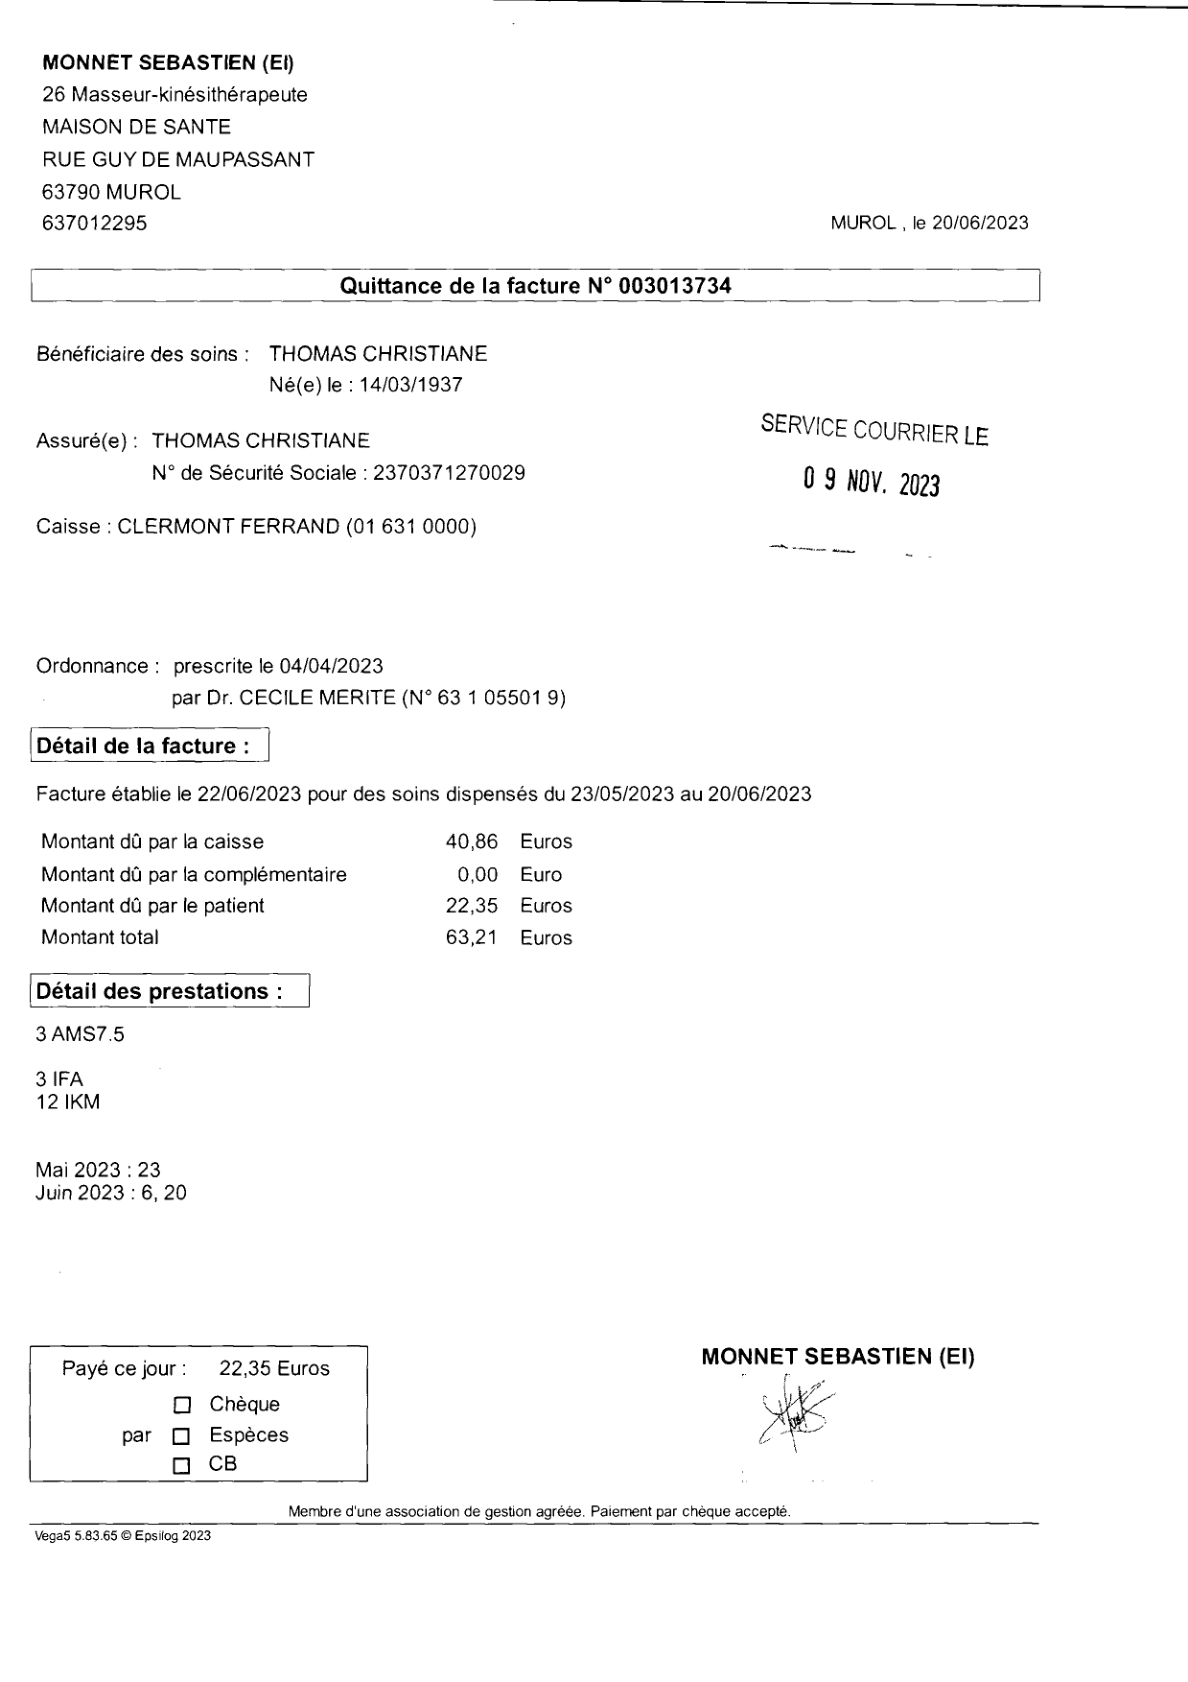 MONNET SEBASTIEN (EI)
26 Masseur-kinésithérapeute
MAISON DE SANTE
RUE GUY DE MAUPASSANT
63790 MUROL
637012295
MUROL , le 20/06/2023
Quittance de la facture N° 003013734
Bénéficiaire des soins : THOMAS CHRISTIANE
Né(e) le : 14/03/1937
SERVICE COURRIER LE
Assuré(e) : THOMAS CHRISTIANE
N° de Sécurité Sociale : 2370371270029
0 9 NOV. 2023
Caisse : CLERMONT FERRAND (01 631 0000)
Ordonnance : prescrite le 04/04/2023
par Dr. CECILE MERITE (N° 63 1 05501 9)
Détail de la facture :
Facture établie le 22/06/2023 pour des soins dispensés du 23/05/2023 au 20/06/2023
Montant dû par la caisse 40,86 Euros
Montant dû par la complémentaire 0,00 Euro
Montant dû par le patient 22,35 Euros
Montant total 63,21 Euros
Détail des prestations :
3 AMS7.5
3 IFA
12 IKM
Mai 2023 : 23
Juin 2023 : 6, 20
MONNET SEBASTIEN (EI)
Payé ce jour : 22,35 Euros
Chèque
par Espèces
CB
Membre d'une association de gestion agréée. Paiement par chèque accepté.
Vega5 5.83.65 © Epsilog 2023